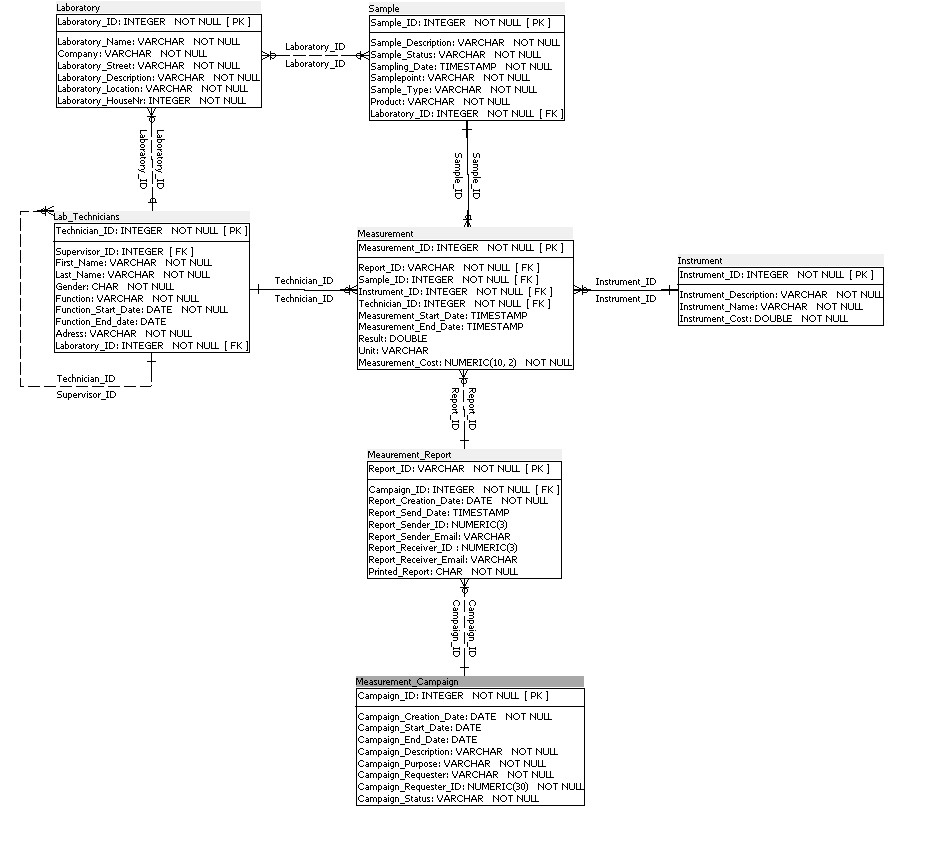 Laboratory
Laboratory_ID: INTEGER NOT NULL [ PK ]
Laboratory_Name: VARCHAR NOT NULL
Company: VARCHAR NOT NULL
Laboratory_Street: VARCHAR NOT NULL
Laboratory_Description: VARCHAR NOT NULL
Laboratory_Location: VARCHAR NOT NULL
Laboratory_HouseNr: INTEGER NOT NULL
Laboratory_ID
Laboratory_ID
Sample
Sample_ID: INTEGER NOT NULL [ PK ]
Sample_Description: VARCHAR NOT NULL
Sample_Status: VARCHAR NOT NULL
Sampling_Date: TIMESTAMP NOT NULL
Samplepoint: VARCHAR NOT NULL
Sample_Type: VARCHAR NOT NULL
Product: VARCHAR NOT NULL
Laboratory_ID: INTEGER NOT NULL [ FK ]
Laboratory_ID
Laboratory_ID
Sample_ID
Sample_ID
Lab_Technicians
Technician_ID: INTEGER NOT NULL [ PK ]
Supervisor_ID: INTEGER [ FK ]
First_Name: VARCHAR NOT NULL
Last_Name: VARCHAR NOT NULL
Gender: CHAR NOT NULL
Function: VARCHAR NOT NULL
Function_Start_Date: DATE NOT NULL
Function_End_date: DATE
Adress: VARCHAR NOT NULL
Laboratory_ID: INTEGER NOT NULL [ FK ]
Technician_ID
Supervisor_ID
Technician_ID
Technician_ID
Measurement
Measurement_ID: INTEGER NOT NULL [ PK ]
Report_ID: VARCHAR NOT NULL [ FK ]
Sample_ID: INTEGER NOT NULL [ FK ]
Instrument_ID: INTEGER NOT NULL [ FK ]
Technician_ID: INTEGER NOT NULL [ FK ]
Measurement_Start_Date: TIMESTAMP
Measurement_End_Date: TIMESTAMP
Result: DOUBLE
Unit: VARCHAR
Measurement_Cost: NUMERIC(10, 2) NOT NULL
Instrument_ID
Instrument_ID
Instrument
Instrument_ID: INTEGER NOT NULL [ PK ]
Instrument_Description: VARCHAR NOT NULL
Instrument_Name: VARCHAR NOT NULL
Instrument_Cost: DOUBLE NOT NULL
Report_ID
Report_ID
Meaurement_Report
Report_ID: VARCHAR NOT NULL [ PK ]
Campaign_ID: INTEGER NOT NULL [ FK ]
Report_Creation_Date: DATE NOT NULL
Report_Send_Date: TIMESTAMP
Report_Sender_ID: NUMERIC(3)
Report_Sender_Email: VARCHAR
Report_Receiver_ID : NUMERIC(3)
Report_Receiver_Email: VARCHAR
Printed_Report: CHAR NOT NULL
Campaign_ID
Campaign_ID
Measurement_Campaign
Campaign_ID: INTEGER NOT NULL [ PK ]
Campaign_Creation_Date: DATE NOT NULL
Campaign_Start_Date: DATE
Campaign_End_Date: DATE
Campaign_Description: VARCHAR NOT NULL
Campaign_Purpose: VARCHAR NOT NULL
Campaign_Requester: VARCHAR NOT NULL
Campaign_Requester_ID: NUMERIC(30) NOT NULL
Campaign_Status: VARCHAR NOT NULL